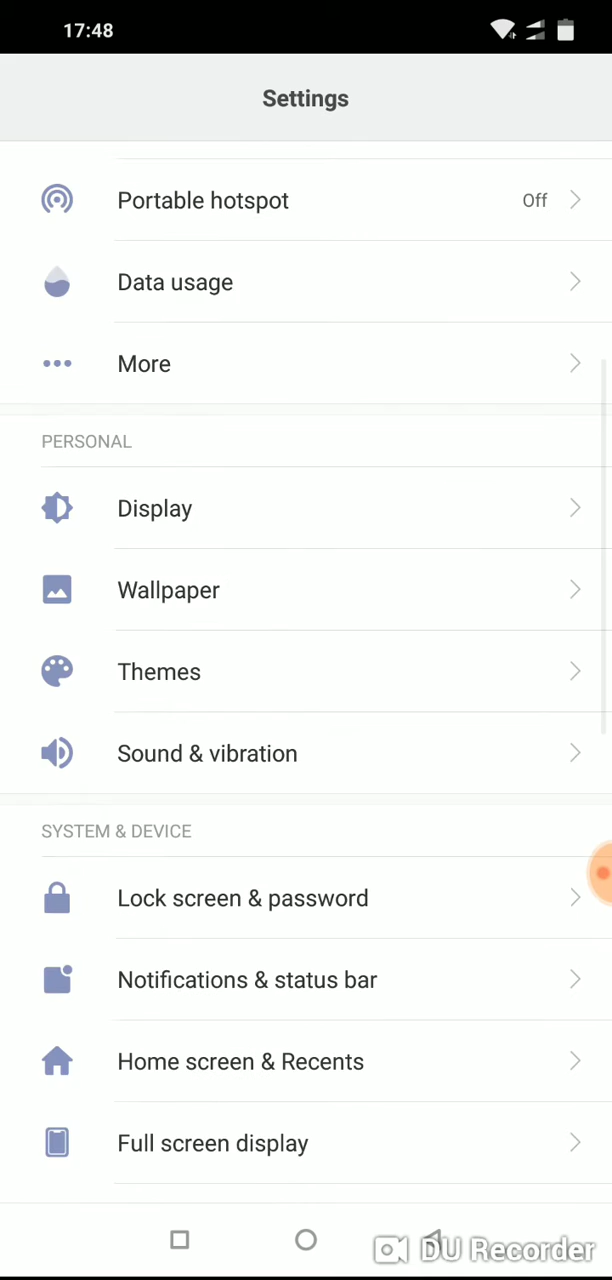 17:48
Settings
Portable hotspot Off
Data usage
More
PERSONAL
Display
Wallpaper
Themes
Sound & vibration
SYSTEM & DEVICE
Lock screen & password
Notifications & status bar
Home screen & Recents
Full screen display
DU Recorder